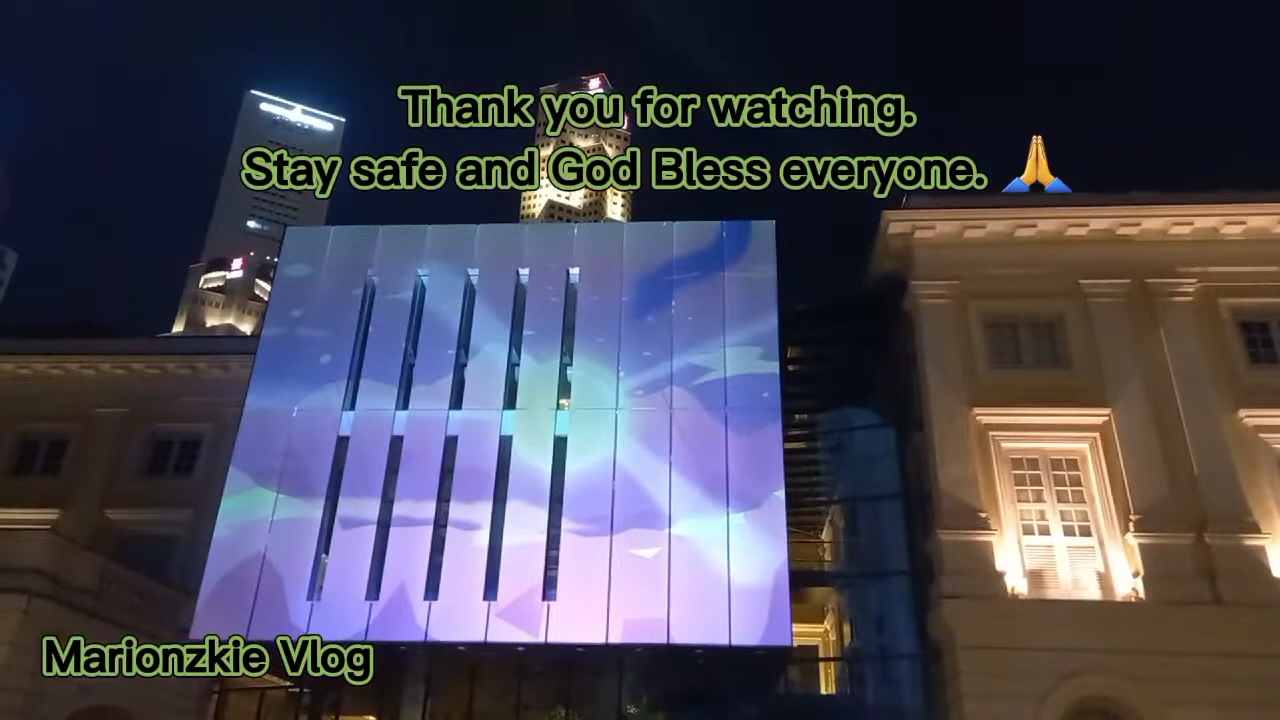 Thank you for watching.
Stay safe and God Bless everyone. 🙏
Marionzkie Vlog